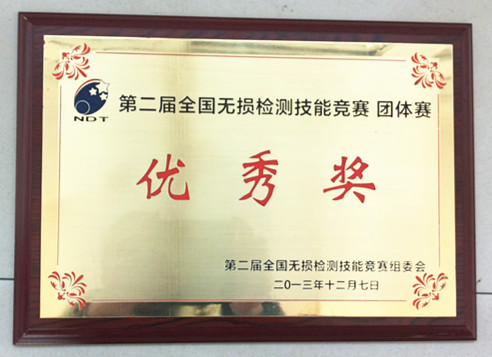 第二届全国无损检测技能竞赛 团体赛
NDT
优秀奖
第二届全国无损检测技能竞赛组委会
二〇一三年十二月七日